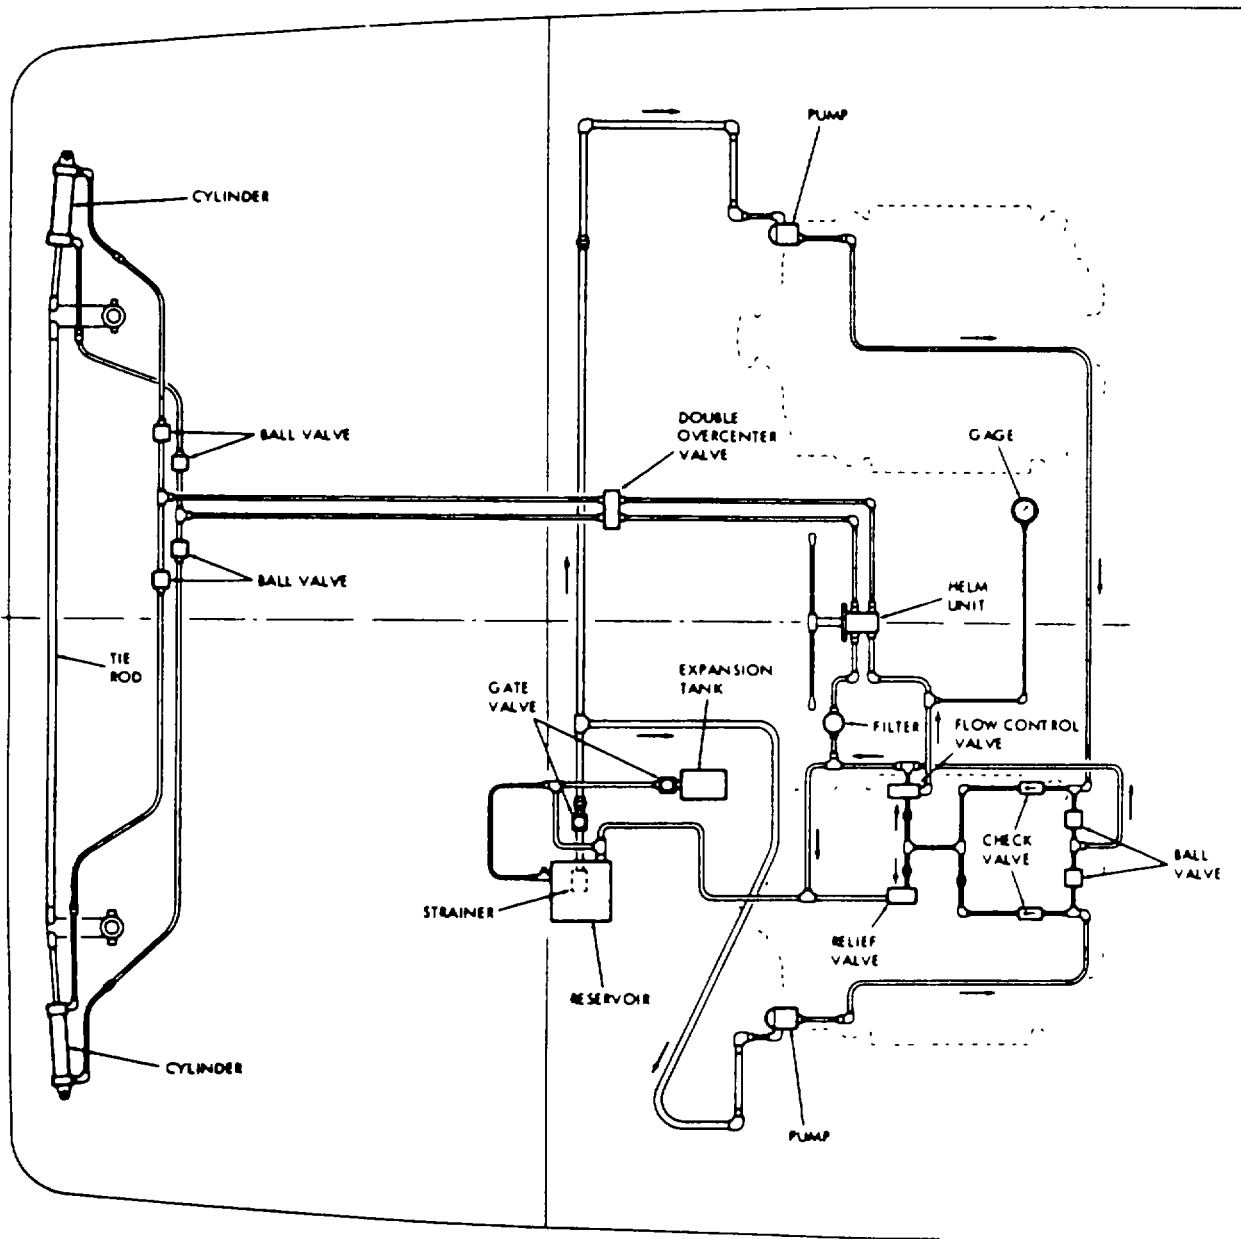 PUMP
CYLINDER
DOUBLE
OVERCENTER
VALVE
GAGE
BALL VALVE
BALL VALVE
HELM
UNIT
TIE
ROD
EXPANSION
TANK
GATE
VALVE
FILTER
FLOW CONTROL
VALVE
CHECK
VALVE
BALL
VALVE
STRAINER
RELIEF
VALVE
RESERVOIR
CYLINDER
PUMP